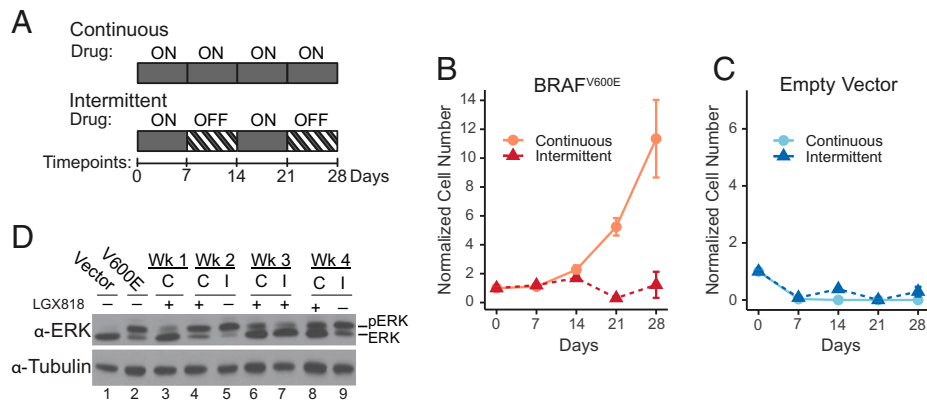 A
Continuous
Drug: ON ON ON ON
Intermittent
Drug: ON OFF ON OFF
Timepoints:
0 7 14 21 28 Days
B
BRAFV600E
Normalized Cell Number
14
12
10
8
6
4
2
0
Continuous
Intermittent
0 7 14 21 28
Days
C
Empty Vector
Normalized Cell Number
6
4
2
0
Continuous
Intermittent
0 7 14 21 28
Days
D
Vector V600E Wk 1 Wk 2 Wk 3 Wk 4
C C I C I C I
LGX818 – – + + – + + + –
α-ERK pERK
ERK
α-Tubulin
1 2 3 4 5 6 7 8 9